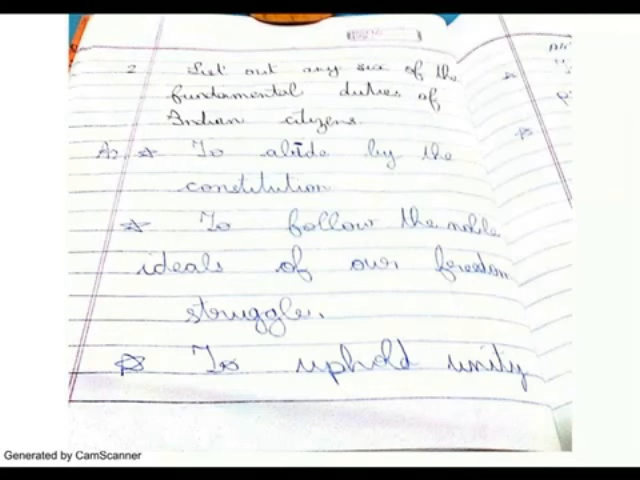 2 List out any six of the
fundamental duties of
Indian citizens.
As. ☆ To abide by the
constitution
☆ To follow the noble
ideals of our freedom
struggle.
☆ To uphold unity
Generated by CamScanner